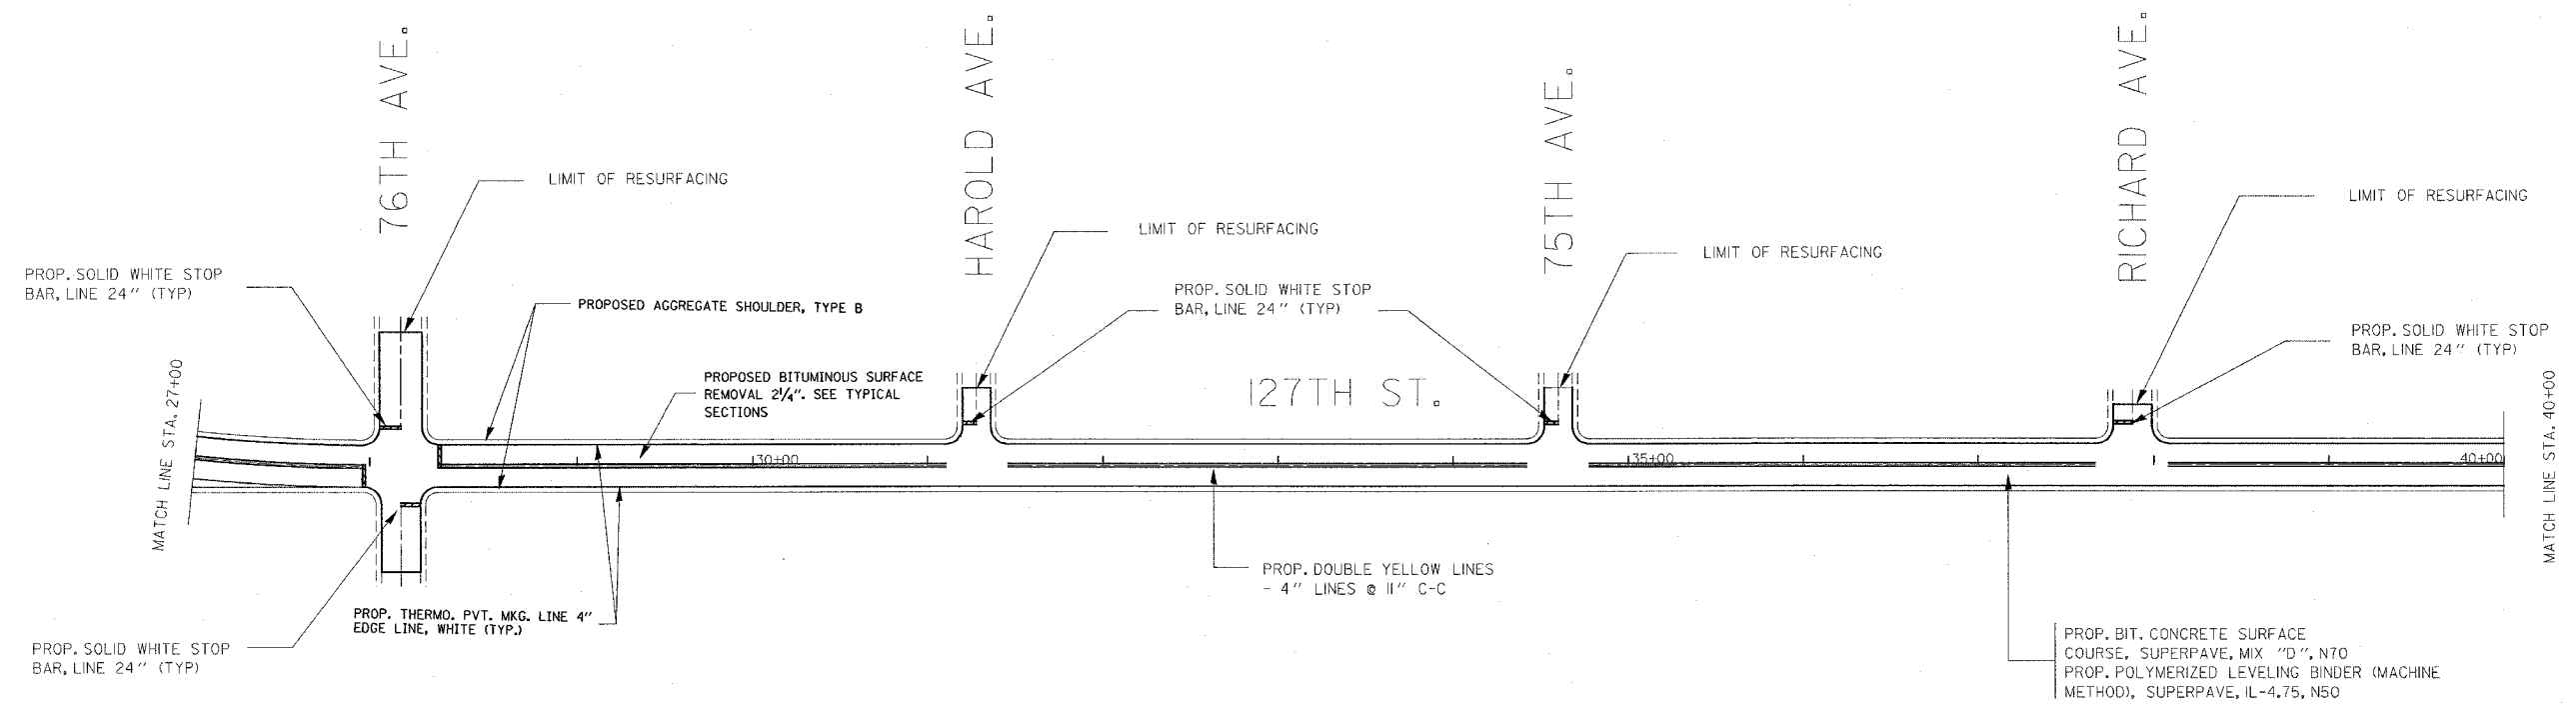 76TH AVE.
HAROLD AVE.
75TH AVE.
RICHARD AVE.
LIMIT OF RESURFACING
LIMIT OF RESURFACING
LIMIT OF RESURFACING
LIMIT OF RESURFACING
PROP. SOLID WHITE STOP
BAR, LINE 24" (TYP)
PROPOSED AGGREGATE SHOULDER, TYPE B
PROP. SOLID WHITE STOP
BAR, LINE 24" (TYP)
PROP. SOLID WHITE STOP
BAR, LINE 24" (TYP)
PROPOSED BITUMINOUS SURFACE
REMOVAL 2¼". SEE TYPICAL
SECTIONS
127TH ST.
MATCH LINE STA. 27+00
30+00
35+00
40+00
MATCH LINE STA. 40+00
PROP. DOUBLE YELLOW LINES
- 4" LINES @ 11" C-C
PROP. THERMO. PVT. MKG. LINE 4"
EDGE LINE, WHITE (TYP.)
PROP. SOLID WHITE STOP
BAR, LINE 24" (TYP)
PROP. BIT. CONCRETE SURFACE
COURSE, SUPERPAVE, MIX "D", N70
PROP. POLYMERIZED LEVELING BINDER (MACHINE
METHOD), SUPERPAVE, IL-4.75, N50